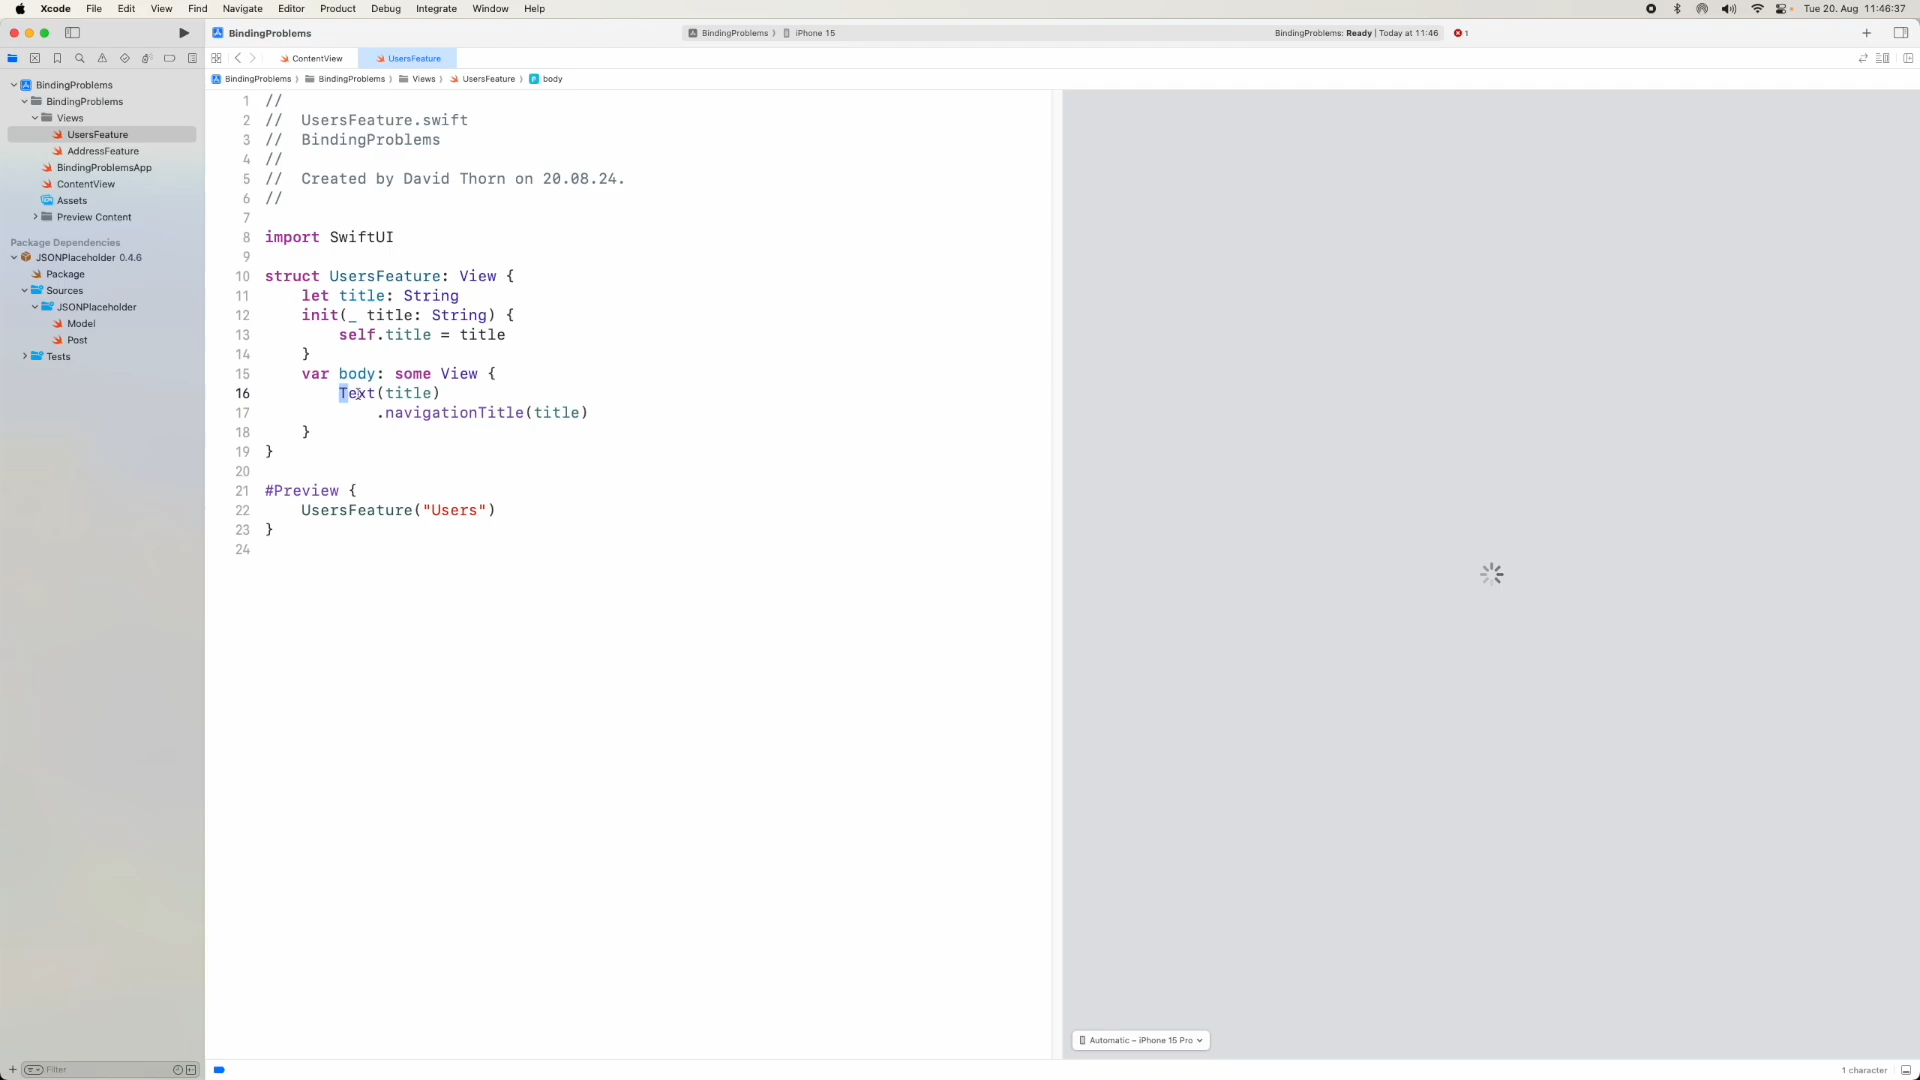 Xcode File Edit View Find Navigate Editor Product Debug Integrate Window Help
Tue 20. Aug 11:46:37
BindingProblems
BindingProblems
iPhone 15
BindingProblems: Ready | Today at 11:46
1
ContentView
UsersFeature
BindingProblems
BindingProblems
Views
UsersFeature
body
BindingProblems
BindingProblems
Views
UsersFeature
AddressFeature
BindingProblemsApp
ContentView
Assets
Preview Content
Package Dependencies
JSONPlaceholder 0.4.6
Package
Sources
JSONPlaceholder
Model
Post
Tests
Filter
1 //
2 //  UsersFeature.swift
3 //  BindingProblems
4 //
5 //  Created by David Thorn on 20.08.24.
6 //
7
8 import SwiftUI
9
10 struct UsersFeature: View {
11     let title: String
12     init(_ title: String) {
13         self.title = title
14     }
15     var body: some View {
16         Text(title)
17             .navigationTitle(title)
18     }
19 }
20
21 #Preview {
22     UsersFeature("Users")
23 }
24
Automatic – iPhone 15 Pro
1 character